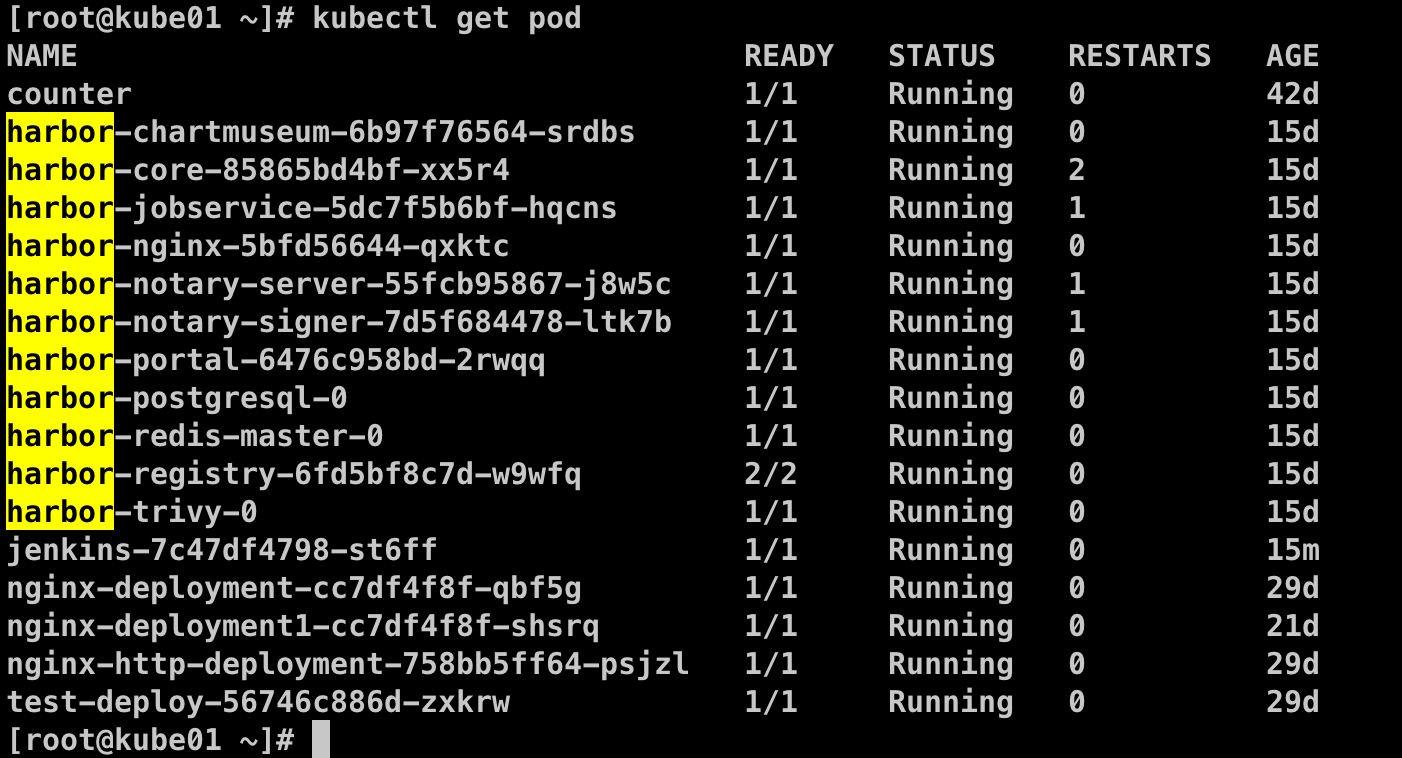 [root@kube01 ~]# kubectl get pod
NAME READY STATUS RESTARTS AGE
counter 1/1 Running 0 42d
harbor-chartmuseum-6b97f76564-srdbs 1/1 Running 0 15d
harbor-core-85865bd4bf-xx5r4 1/1 Running 2 15d
harbor-jobservice-5dc7f5b6bf-hqcns 1/1 Running 1 15d
harbor-nginx-5bfd56644-qxktc 1/1 Running 0 15d
harbor-notary-server-55fcb95867-j8w5c 1/1 Running 1 15d
harbor-notary-signer-7d5f684478-ltk7b 1/1 Running 1 15d
harbor-portal-6476c958bd-2rwqq 1/1 Running 0 15d
harbor-postgresql-0 1/1 Running 0 15d
harbor-redis-master-0 1/1 Running 0 15d
harbor-registry-6fd5bf8c7d-w9wfq 2/2 Running 0 15d
harbor-trivy-0 1/1 Running 0 15d
jenkins-7c47df4798-st6ff 1/1 Running 0 15m
nginx-deployment-cc7df4f8f-qbf5g 1/1 Running 0 29d
nginx-deployment1-cc7df4f8f-shsrq 1/1 Running 0 21d
nginx-http-deployment-758bb5ff64-psjzl 1/1 Running 0 29d
test-deploy-56746c886d-zxkrw 1/1 Running 0 29d
[root@kube01 ~]#